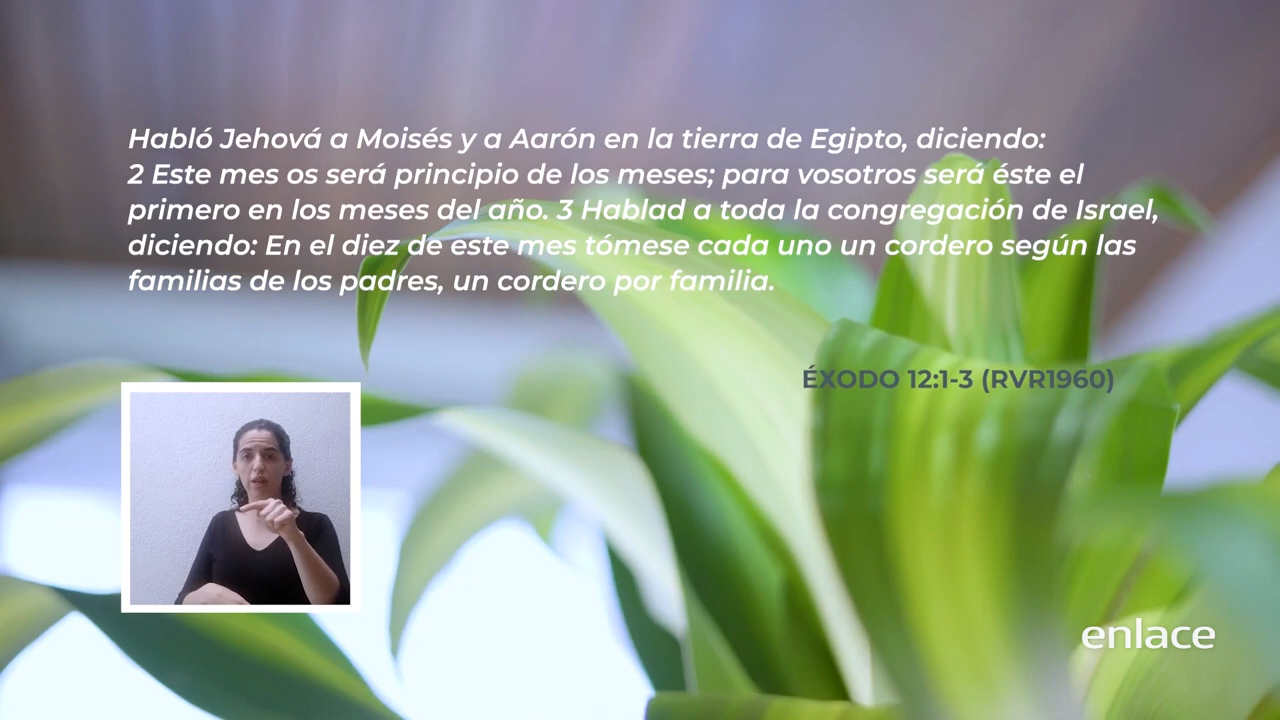 Habló Jehová a Moisés y a Aarón en la tierra de Egipto, diciendo:
2 Este mes os será principio de los meses; para vosotros será éste el
primero en los meses del año. 3 Hablad a toda la congregación de Israel,
diciendo: En el diez de este mes tómese cada uno un cordero según las
familias de los padres, un cordero por familia.
ÉXODO 12:1-3 (RVR1960)
enlace